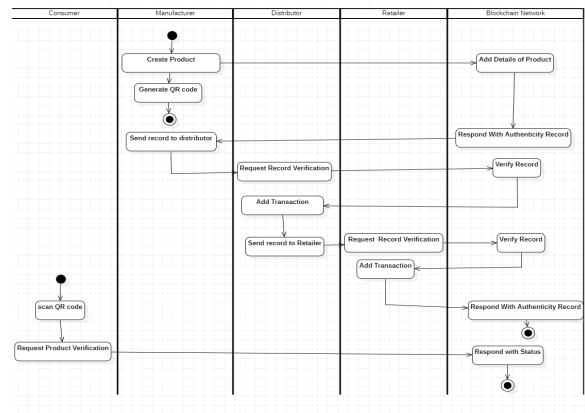 Consumer
Manufacturer
Distributor
Retailer
Blockchain Network
Create Product
Add Details of Product
Generate QR code
Send record to distributor
Respond With Authenticity Record
Request Record Verification
Verify Record
Add Transaction
Send record to Retailer
Request Record Verification
Verify Record
Add Transaction
scan QR code
Respond With Authenticity Record
Request Product Verification
Respond with Status